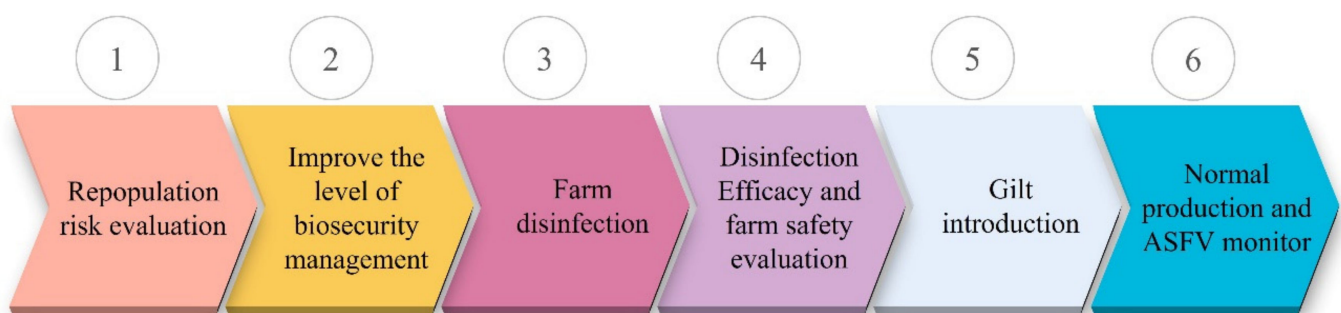 1
2
3
4
5
6
Repopulation
risk evaluation
Improve the
level of
biosecurity
management
Farm
disinfection
Disinfection
Efficacy and
farm safety
evaluation
Gilt
introduction
Normal
production and
ASFV monitor